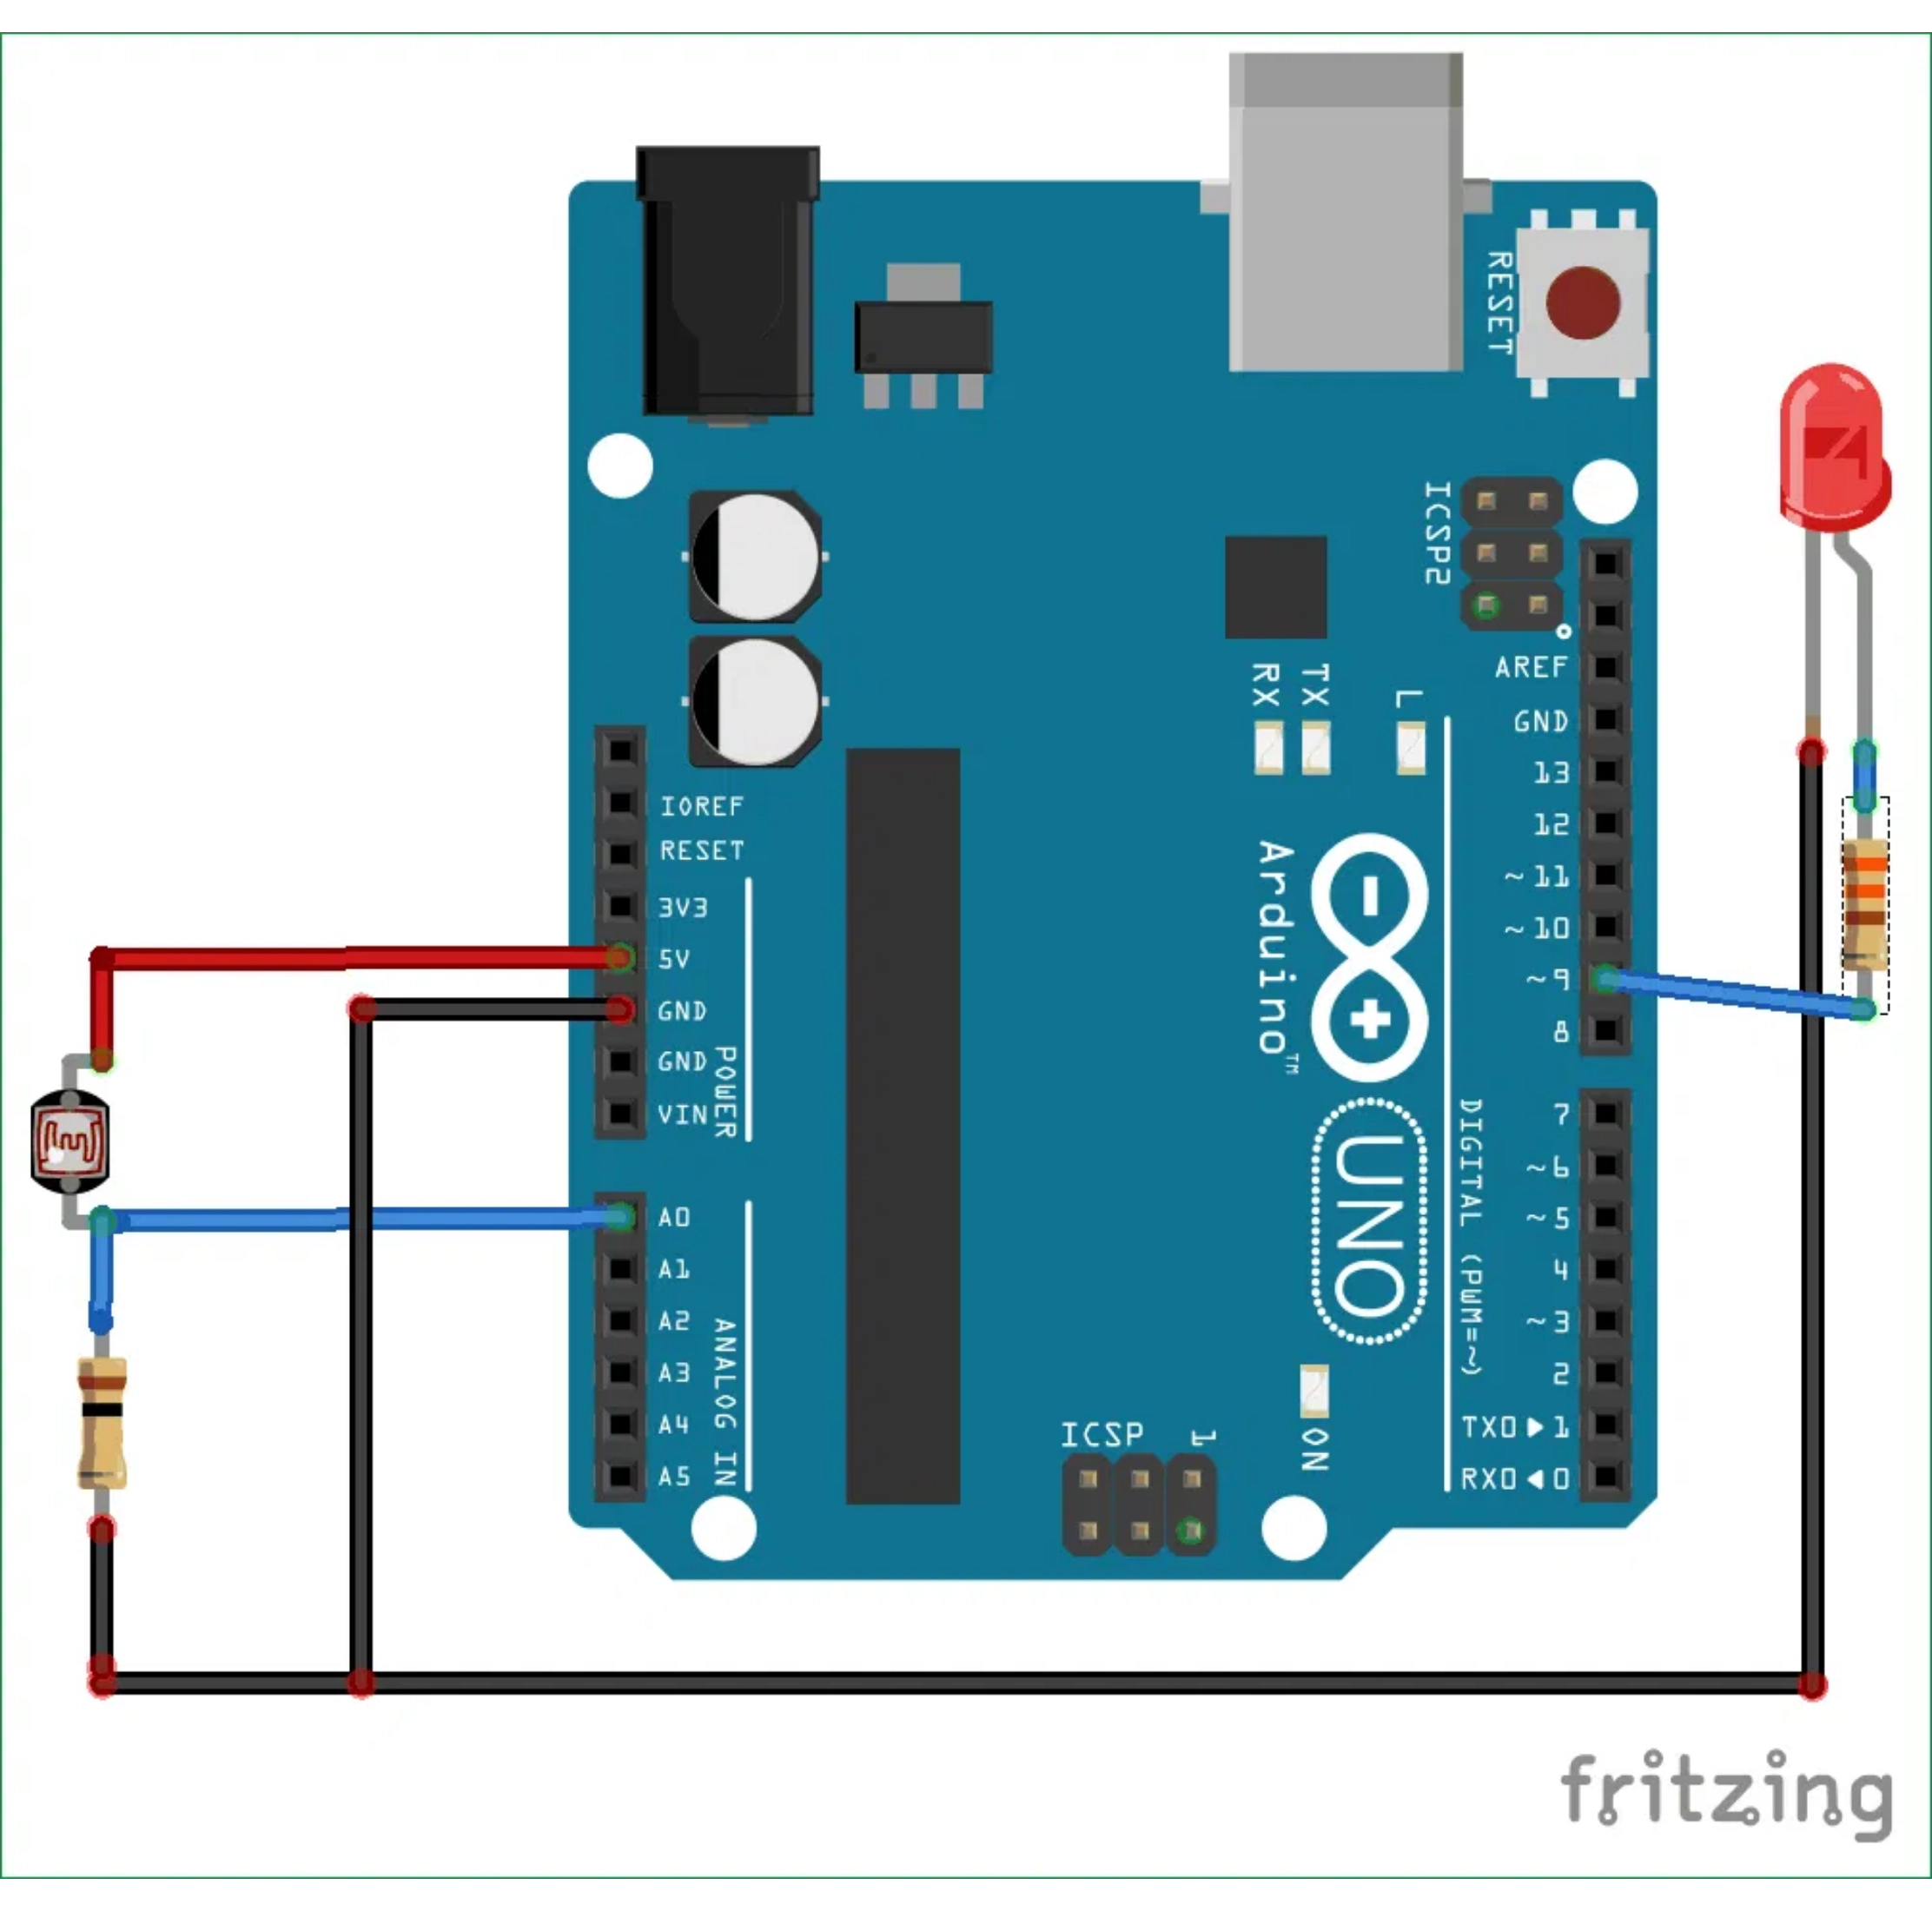 RESET
ICSP2
AREF
GND
RX
TX
L
13
12
~11
~10
~9
8
IOREF
RESET
3V3
5V
GND
GND
VIN
POWER
Arduino™
UNO
A0
A1
A2
A3
A4
A5
ANALOG IN
7
~6
~5
4
~3
2
TX0▶1
RX0◀0
DIGITAL (PWM=~)
ICSP
1
ON
fritzing